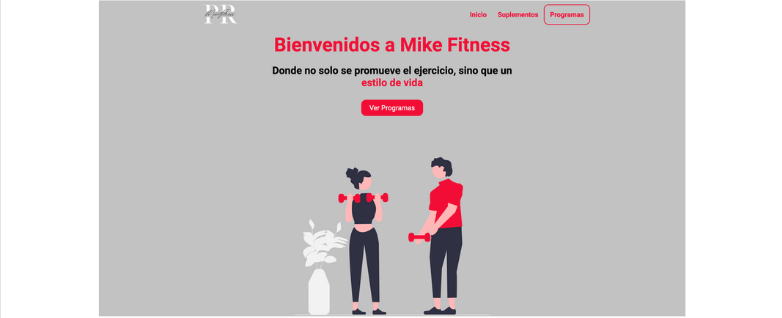 PR
Inicio Suplementos Programas
Bienvenidos a Mike Fitness
Donde no solo se promueve el ejercicio, sino que un
estilo de vida
Ver Programas